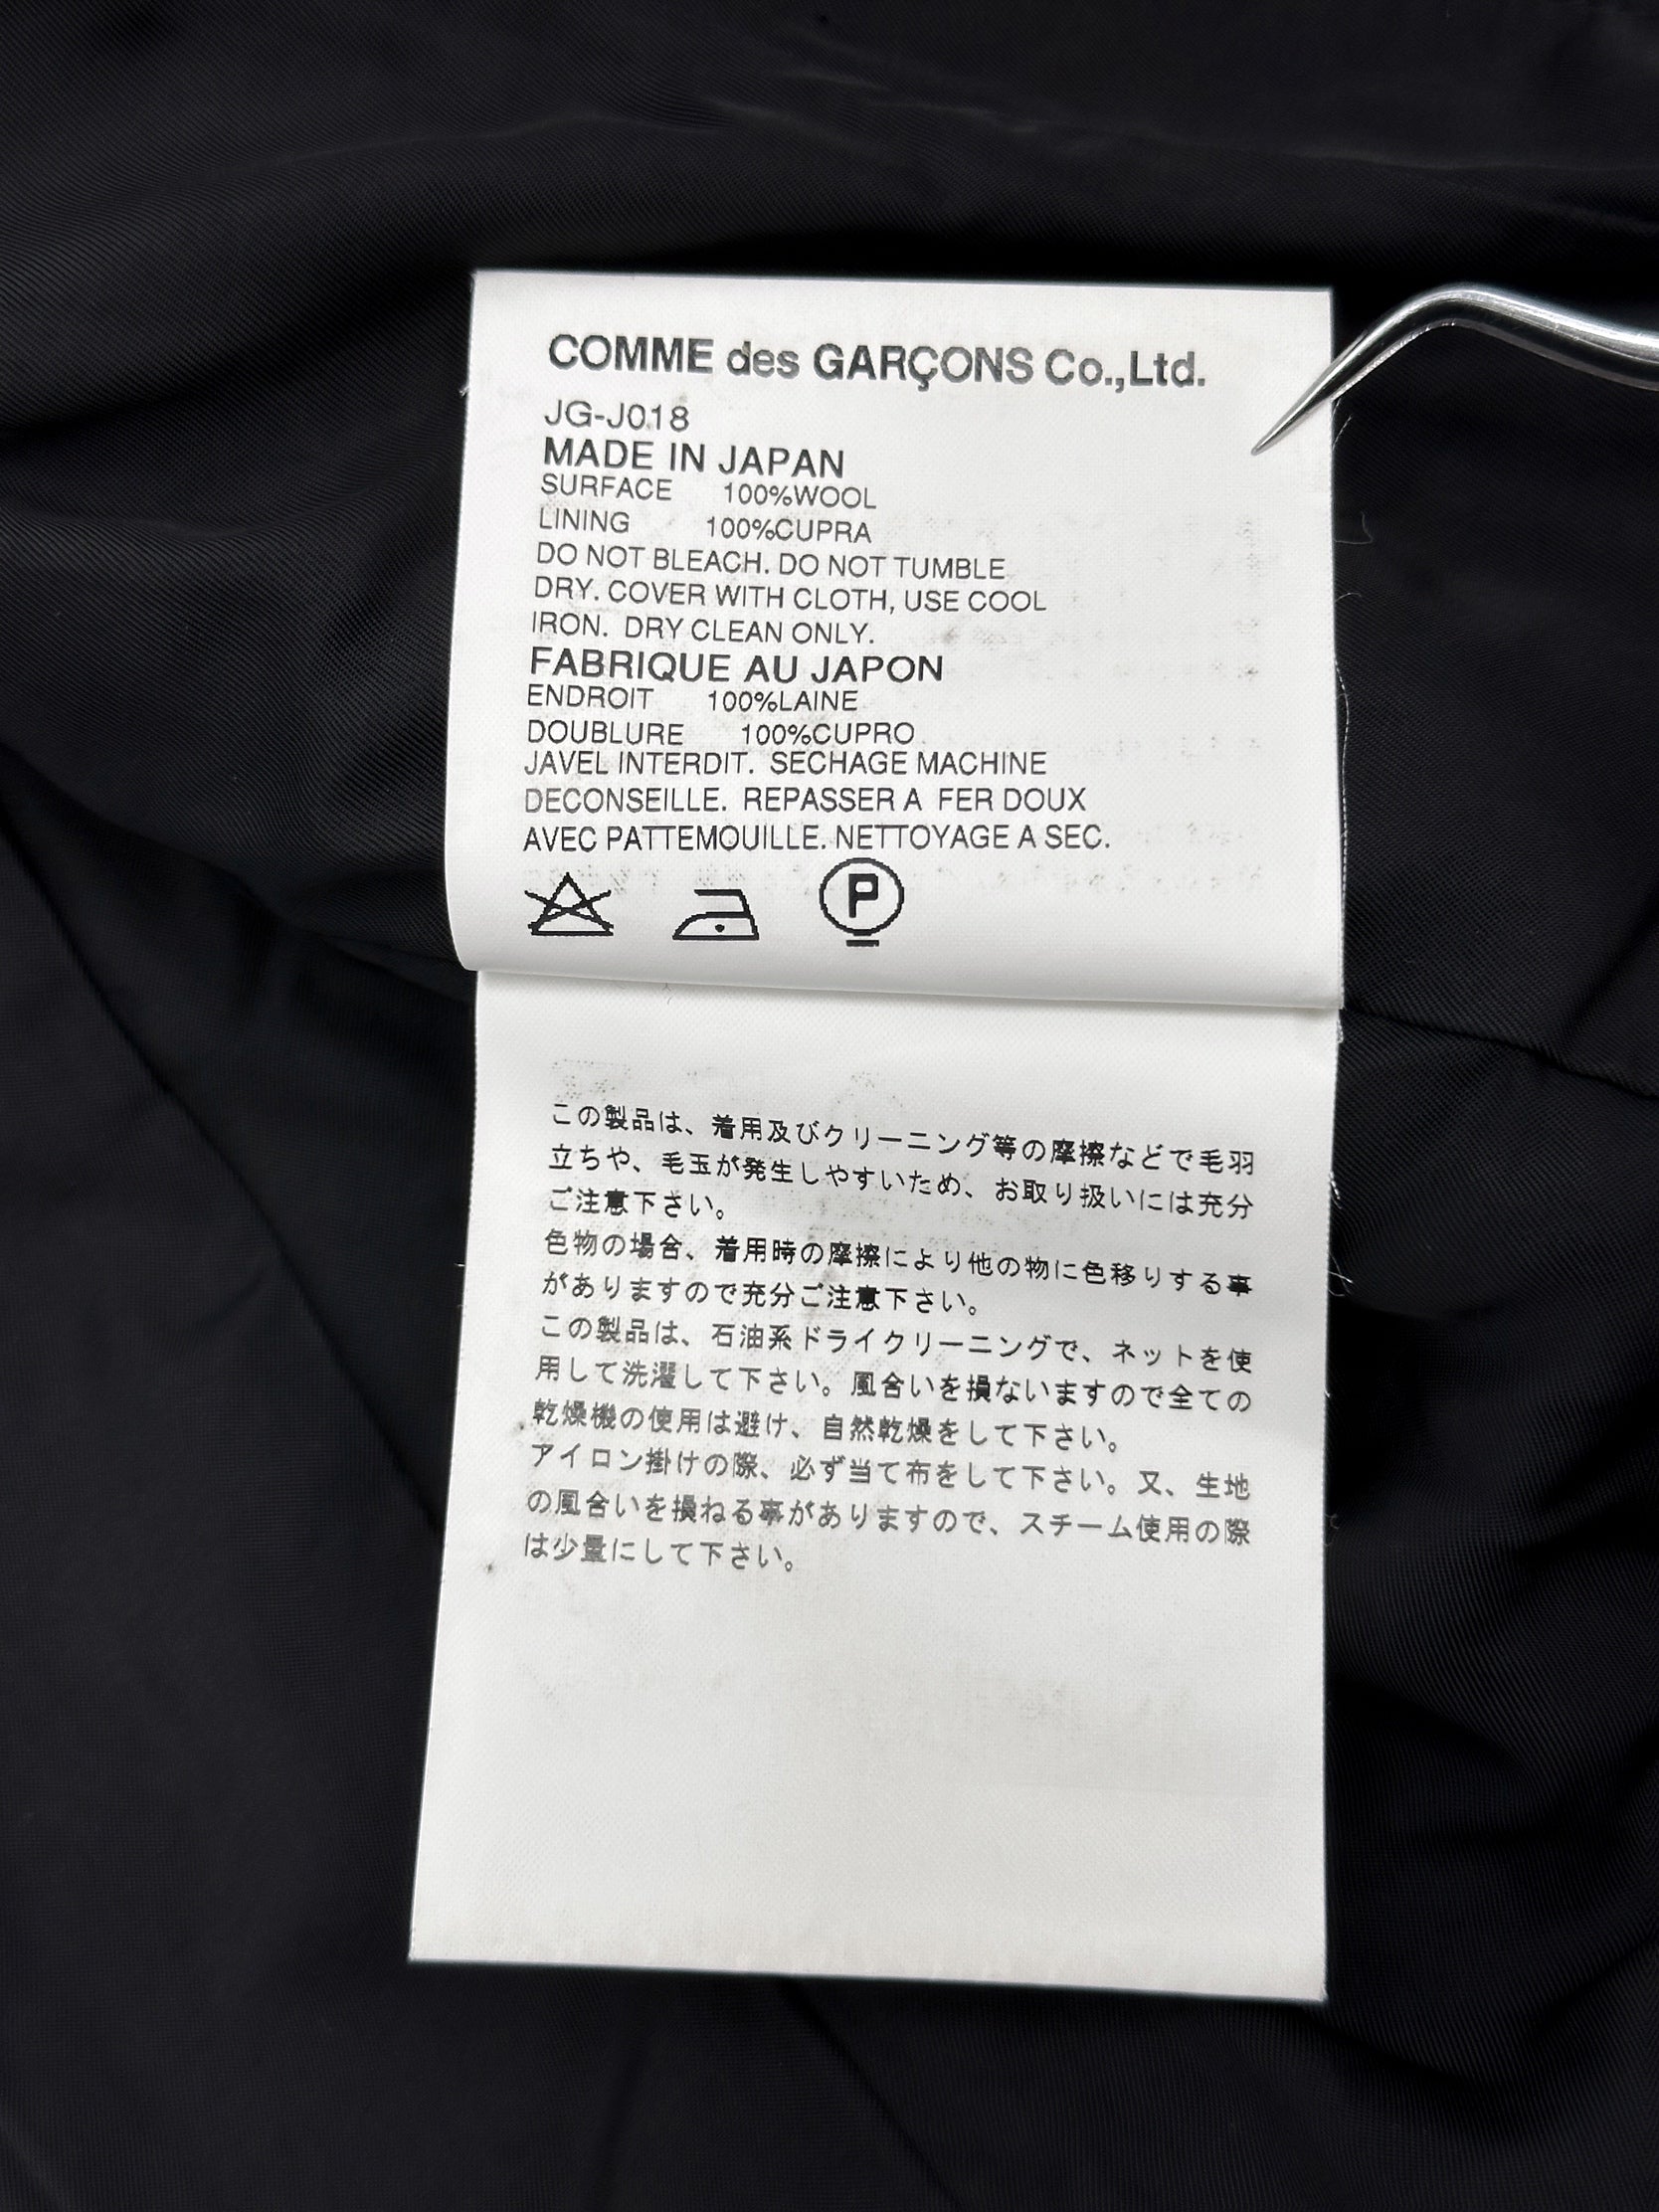 COMME des GARÇONS Co.,Ltd.
JG-J018
MADE IN JAPAN
SURFACE 100%WOOL
LINING 100%CUPRA
DO NOT BLEACH. DO NOT TUMBLE
DRY. COVER WITH CLOTH, USE COOL
IRON. DRY CLEAN ONLY.
FABRIQUE AU JAPON
ENDROIT 100%LAINE
DOUBLURE 100%CUPRO
JAVEL INTERDIT. SECHAGE MACHINE
DECONSEILLE. REPASSER A FER DOUX
AVEC PATTEMOUILLE. NETTOYAGE A SEC.
P
この製品は、着用及びクリーニング等の摩擦などで毛羽
立ちや、毛玉が発生しやすいため、お取り扱いには充分
ご注意下さい。
色物の場合、着用時の摩擦により他の物に色移りする事
がありますので充分ご注意下さい。
この製品は、石油系ドライクリーニングで、ネットを使
用して洗濯して下さい。風合いを損ないますので全ての
乾燥機の使用は避け、自然乾燥をして下さい。
アイロン掛けの際、必ず当て布をして下さい。又、生地
の風合いを損ねる事がありますので、スチーム使用の際
は少量にして下さい。